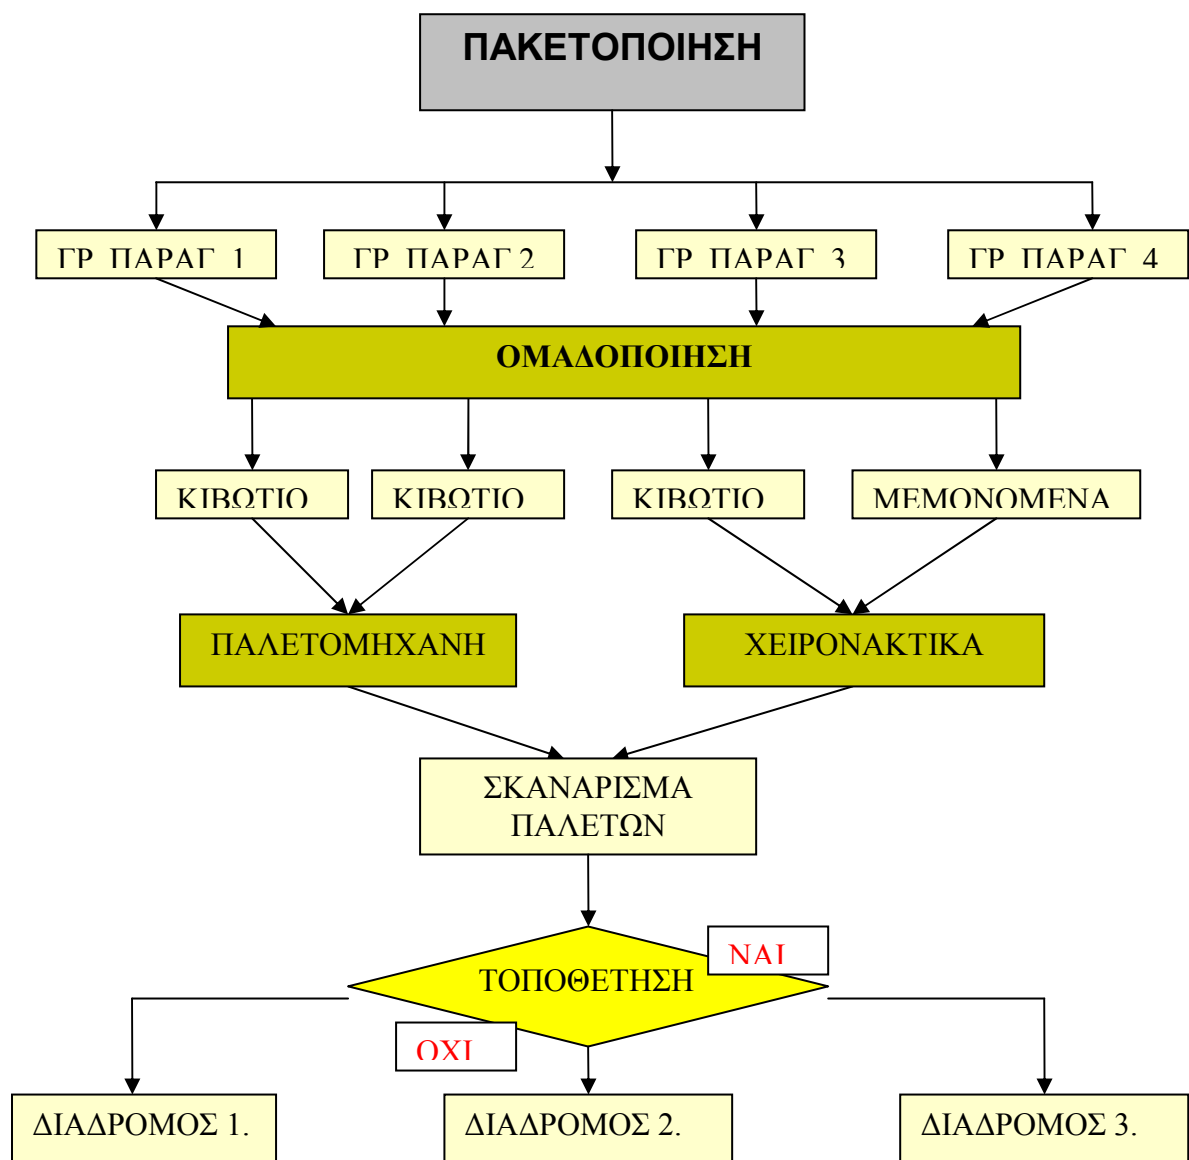 ΠΑΚΕΤΟΠΟΙΗΣΗ
ΓΡ ΠΑΡΑΓ 1
ΓΡ ΠΑΡΑΓ 2
ΓΡ ΠΑΡΑΓ 3
ΓΡ ΠΑΡΑΓ 4
ΟΜΑΔΟΠΟΙΗΣΗ
ΚΙΒΩΤΙΟ
ΚΙΒΩΤΙΟ
ΚΙΒΩΤΙΟ
ΜΕΜΟΝΟΜΕΝΑ
ΠΑΛΕΤΟΜΗΧΑΝΗ
ΧΕΙΡΟΝΑΚΤΙΚΑ
ΣΚΑΝΑΡΙΣΜΑ
ΠΑΛΕΤΩΝ
ΝΑΙ
ΤΟΠΟΘΕΤΗΣΗ
ΟΧΙ
ΔΙΑΔΡΟΜΟΣ 1.
ΔΙΑΔΡΟΜΟΣ 2.
ΔΙΑΔΡΟΜΟΣ 3.